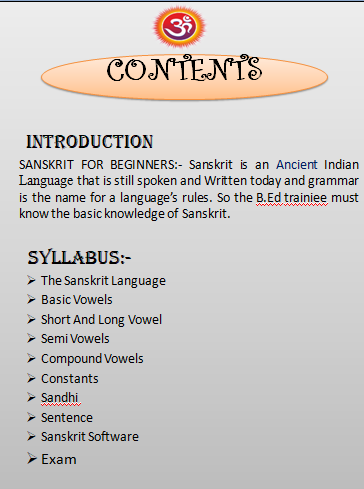 ॐ
CONTENTS
INTRODUCTION
SANSKRIT FOR BEGINNERS:- Sanskrit is an Ancient Indian
Language that is still spoken and Written today and grammar
is the name for a language's rules. So the B.Ed trainiee must
know the basic knowledge of Sanskrit.
SYLLABUS:-
➢ The Sanskrit Language
➢ Basic Vowels
➢ Short And Long Vowel
➢ Semi Vowels
➢ Compound Vowels
➢ Constants
➢ Sandhi
➢ Sentence
➢ Sanskrit Software
➢ Exam